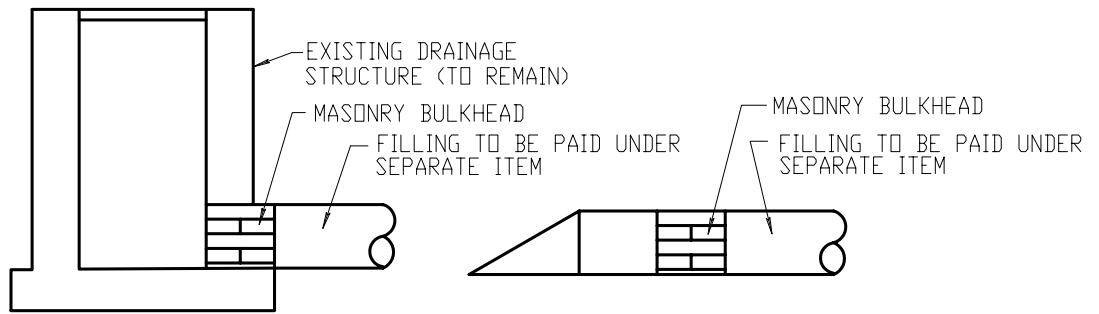 EXISTING DRAINAGE
STRUCTURE (TO REMAIN)
MASONRY BULKHEAD
FILLING TO BE PAID UNDER
SEPARATE ITEM
MASONRY BULKHEAD
FILLING TO BE PAID UNDER
SEPARATE ITEM